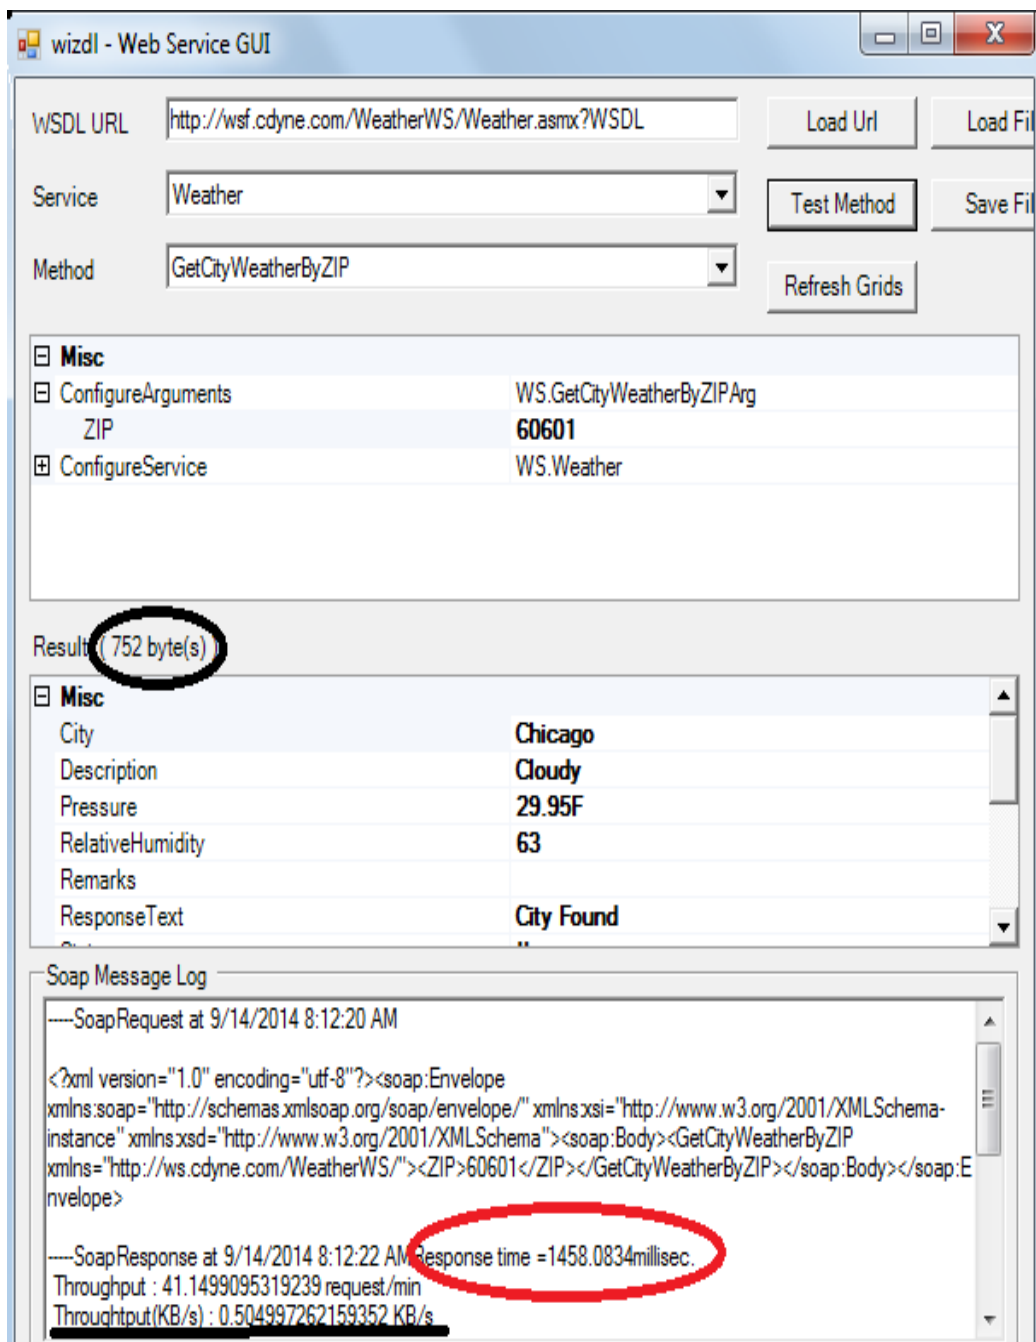 wizdl - Web Service GUI
WSDL URL
http://wsf.cdyne.com/WeatherWS/Weather.asmx?WSDL
Load Url
Load Fil
Service
Weather
Test Method
Save Fil
Method
GetCityWeatherByZIP
Refresh Grids
Misc
ConfigureArguments WS.GetCityWeatherByZIPArg
ZIP 60601
ConfigureService WS.Weather
Result ( 752 byte(s) )
Misc
City Chicago
Description Cloudy
Pressure 29.95F
RelativeHumidity 63
Remarks
ResponseText City Found
Soap Message Log
-----SoapRequest at 9/14/2014 8:12:20 AM
<?xml version="1.0" encoding="utf-8"?><soap:Envelope
xmlns:soap="http://schemas.xmlsoap.org/soap/envelope/" xmlns:xsi="http://www.w3.org/2001/XMLSchema-
instance" xmlns:xsd="http://www.w3.org/2001/XMLSchema"><soap:Body><GetCityWeatherByZIP
xmlns="http://ws.cdyne.com/WeatherWS/"><ZIP>60601</ZIP></GetCityWeatherByZIP></soap:Body></soap:E
nvelope>
-----SoapResponse at 9/14/2014 8:12:22 AM Response time =1458.0834millisec.
Throughput : 41.1499095319239 request/min
Throughtput(KB/s) : 0.504997262159352 KB/s